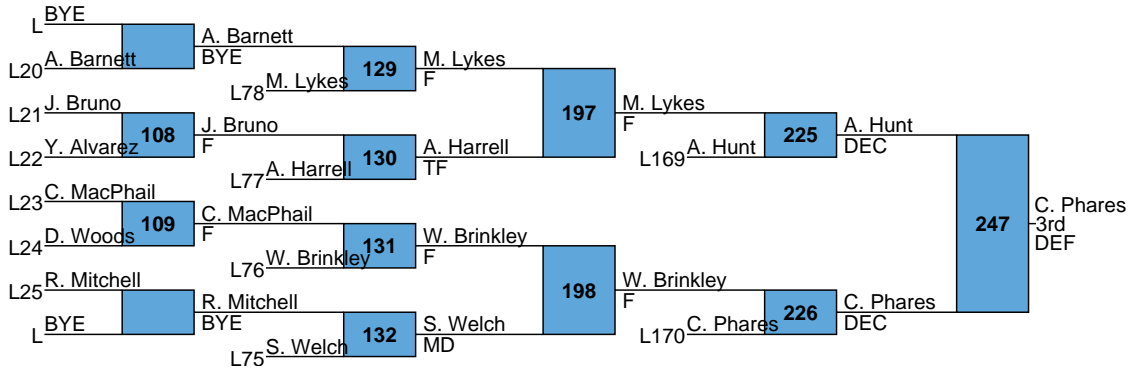 L BYE
L20 A. Barnett
A. Barnett
BYE
L78 M. Lykes
129
M. Lykes
F
L21 J. Bruno
108
L22 Y. Alvarez
J. Bruno
F
L77 A. Harrell
130
A. Harrell
TF
197
M. Lykes
F
L169 A. Hunt
225
A. Hunt
DEC
L23 C. MacPhail
109
L24 D. Woods
C. MacPhail
F
L76 W. Brinkley
131
W. Brinkley
F
L25 R. Mitchell
L BYE
R. Mitchell
BYE
L75 S. Welch
132
S. Welch
MD
198
W. Brinkley
F
L170 C. Phares
226
C. Phares
DEC
247
C. Phares
3rd
DEF